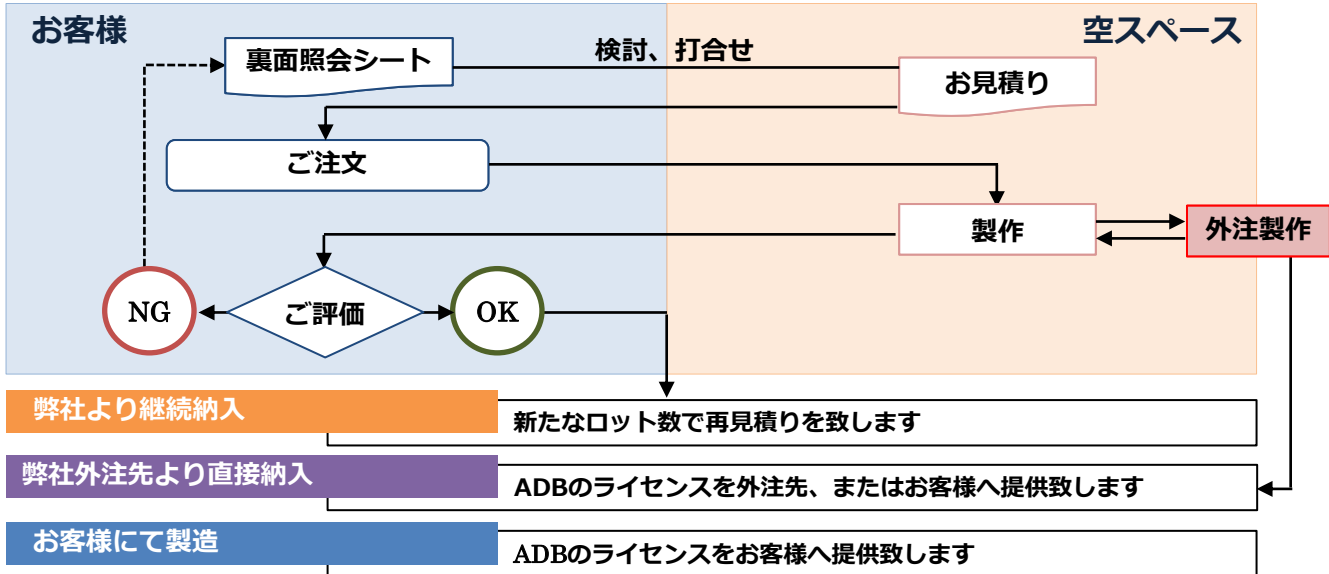 お客様
空スペース
裏面照会シート
検討、打合せ
お見積り
ご注文
製作
外注製作
NG
ご評価
OK
弊社より継続納入
新たなロット数で再見積りを致します
弊社外注先より直接納入
ADBのライセンスを外注先、またはお客様へ提供致します
お客様にて製造
ADBのライセンスをお客様へ提供致します